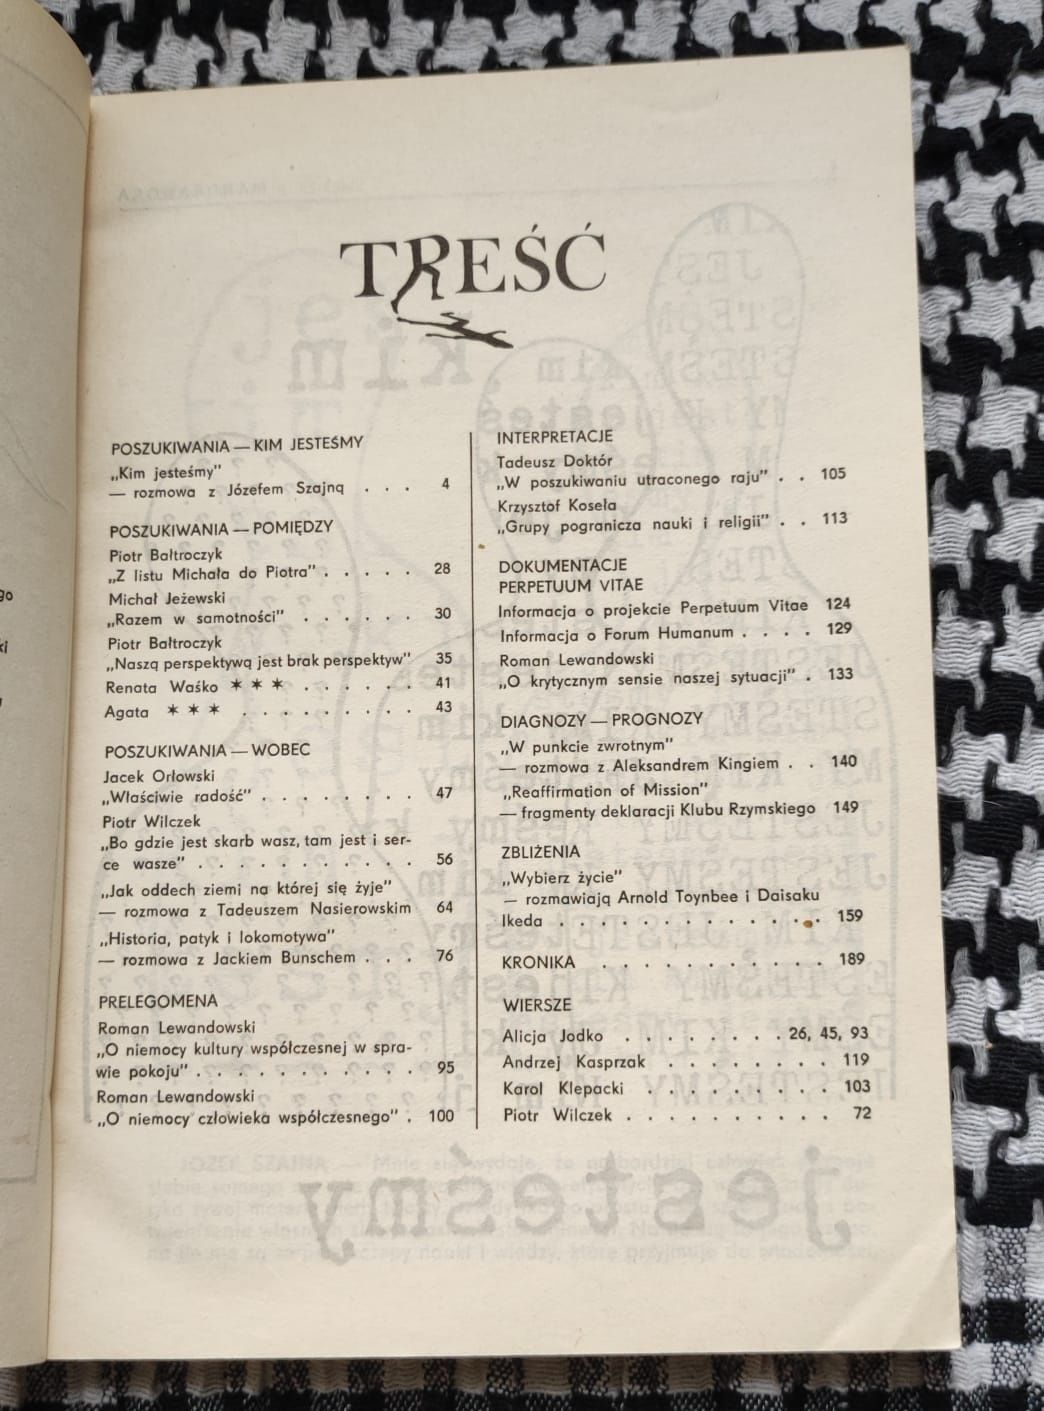 TREŚĆ
POSZUKIWANIA — KIM JESTEŚMY
„Kim jesteśmy"
— rozmowa z Józefem Szajną . . . 4
POSZUKIWANIA — POMIĘDZY
Piotr Bałtroczyk
„Z listu Michała do Piotra" . . . . . 28
Michał Jeżewski
„Razem w samotności" . . . . . . 30
Piotr Bałtroczyk
„Naszą perspektywą jest brak perspektyw" 35
Renata Waśko ✶ ✶ ✶ . . . . . . 41
Agata ✶ ✶ ✶ . . . . . . . . . 43
POSZUKIWANIA — WOBEC
Jacek Orłowski
„Właściwie radość" . . . . . . . . 47
Piotr Wilczek
„Bo gdzie jest skarb wasz, tam jest i ser-
ce wasze" . . . . . . . . . . . 56
„Jak oddech ziemi na której się żyje"
— rozmowa z Tadeuszem Nasierowskim 64
„Historia, patyk i lokomotywa"
— rozmowa z Jackiem Bunschem . . . 76
PRELEGOMENA
Roman Lewandowski
„O niemocy kultury współczesnej w spra-
wie pokoju" . . . . . . . . . . . 95
Roman Lewandowski
„O niemocy człowieka współczesnego" . 100
INTERPRETACJE
Tadeusz Doktór
„W poszukiwaniu utraconego raju" . . 105
Krzysztof Koseła
„Grupy pogranicza nauki i religii" . . 113
DOKUMENTACJE
PERPETUUM VITAE
Informacja o projekcie Perpetuum Vitae 124
Informacja o Forum Humanum . . . . 129
Roman Lewandowski
„O krytycznym sensie naszej sytuacji" . 133
DIAGNOZY — PROGNOZY
„W punkcie zwrotnym"
— rozmowa z Aleksandrem Kingiem . . 140
„Reaffirmation of Mission"
— fragmenty deklaracji Klubu Rzymskiego 149
ZBLIŻENIA
„Wybierz życie"
— rozmawiają Arnold Toynbee i Daisaku
Ikeda . . . . . . . . . . . . . 159
KRONIKA . . . . . . . . . . . 189
WIERSZE
Alicja Jodko . . . . . . . . 26, 45, 93
Andrzej Kasprzak . . . . . . . . 119
Karol Klepacki . . . . . . . . . 103
Piotr Wilczek . . . . . . . . . . 72